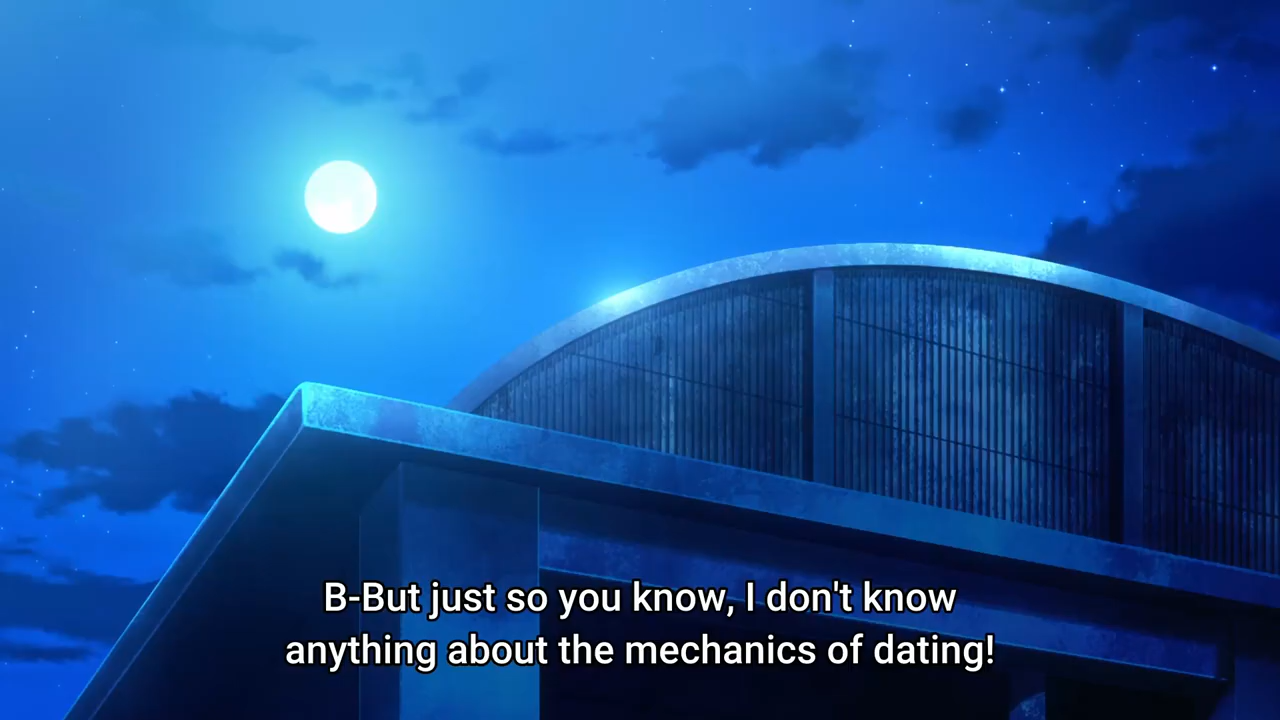 B-But just so you know, I don't know
anything about the mechanics of dating!